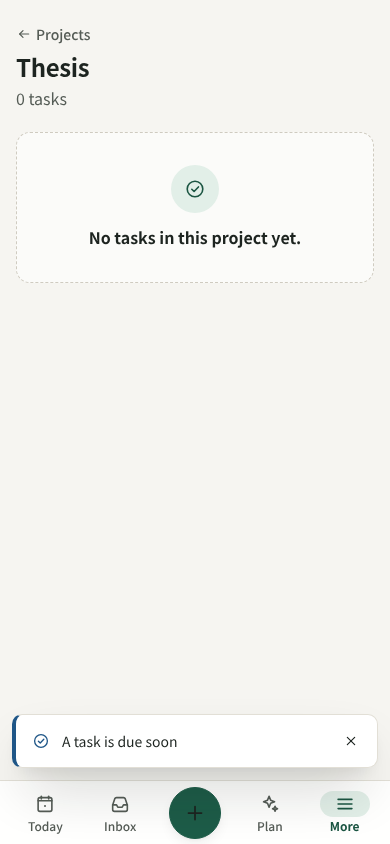 ← Projects
Thesis
0 tasks
No tasks in this project yet.
A task is due soon
Today
Inbox
Plan
More